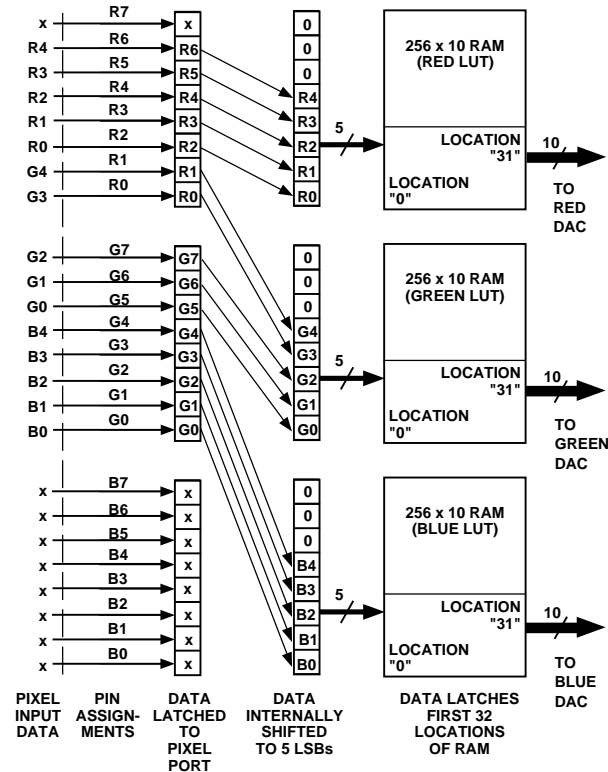 x R7 x 0
R4 R6 R6 0
R3 R5 R5 0
R2 R4 R4 R4
R1 R3 R3 R3
R0 R2 R2 R2
G4 R1 R1 R1
G3 R0 R0 R0
5
256 x 10 RAM
(RED LUT)
LOCATION
"31"
LOCATION
"0"
10
TO
RED
DAC
G2 G7 G7 0
G1 G6 G6 0
G0 G5 G5 0
B4 G4 G4 G4
B3 G3 G3 G3
B2 G2 G2 G2
B1 G1 G1 G1
B0 G0 G0 G0
5
256 x 10 RAM
(GREEN LUT)
LOCATION
"31"
LOCATION
"0"
10
TO
GREEN
DAC
x B7 x 0
x B6 x 0
x B5 x 0
x B4 x B4
x B3 x B3
x B2 x B2
x B1 x B1
x B0 x B0
5
256 x 10 RAM
(BLUE LUT)
LOCATION
"31"
LOCATION
"0"
10
TO
BLUE
DAC
PIXEL
INPUT
DATA
PIN
ASSIGN-
MENTS
DATA
LATCHED
TO
PIXEL
PORT
DATA
INTERNALLY
SHIFTED
TO 5 LSBs
DATA LATCHES
FIRST 32
LOCATIONS
OF RAM